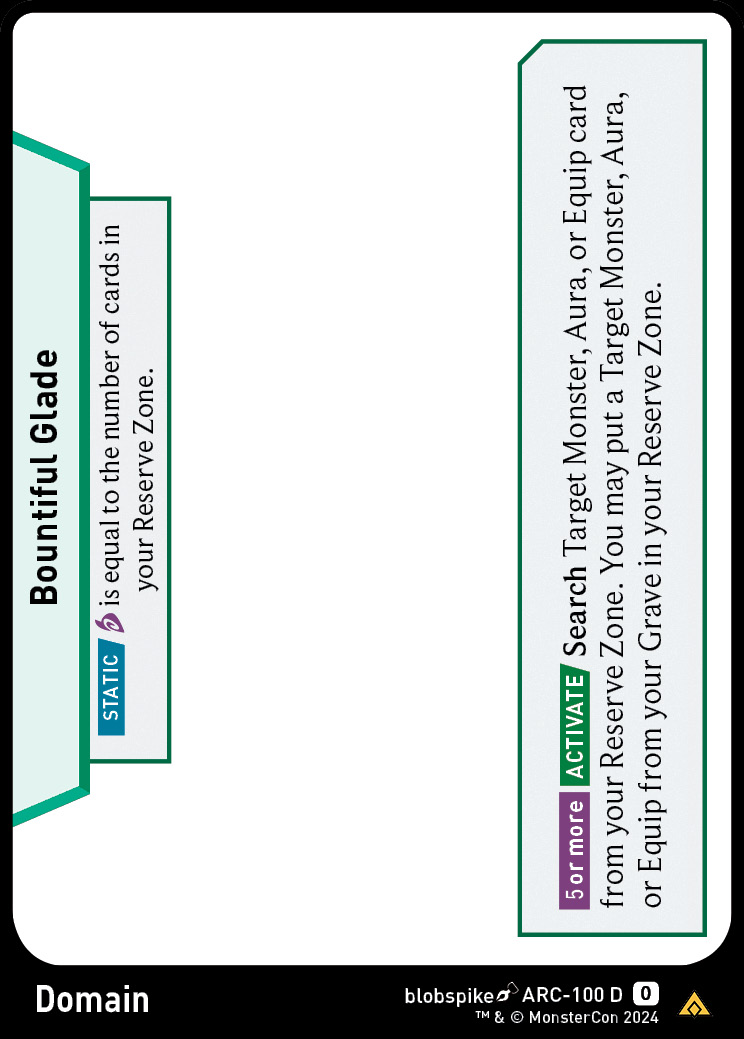 Bountiful Glade
STATIC is equal to the number of cards in
your Reserve Zone.
5 or more ACTIVATE Search Target Monster, Aura, or Equip card
from your Reserve Zone. You may put a Target Monster, Aura,
or Equip from your Grave in your Reserve Zone.
Domain
blobspike ARC-100 D 0
™ & © MonsterCon 2024